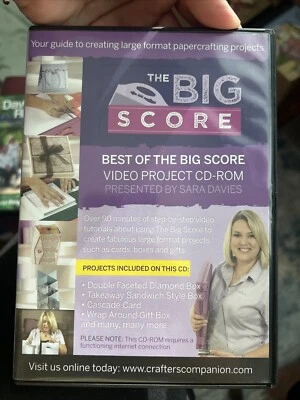 Your guide to creating large format papercrafting projects
THE BIG
SCORE
BEST OF THE BIG SCORE
VIDEO PROJECT CD-ROM
PRESENTED BY SARA DAVIES
Over 90 minutes of step-by-step video
tutorials about using The Big Score to
create fabulous large format projects
such as cards, boxes and gifts
PROJECTS INCLUDED ON THIS CD:
• Double Faceted Diamond Box
• Takeaway Sandwich Style Box
• Cascade Card
• Wrap Around Gift Box
and many, many more
PLEASE NOTE: This CD-ROM requires a
functioning internet connection
Visit us online today: www.crafterscompanion.com